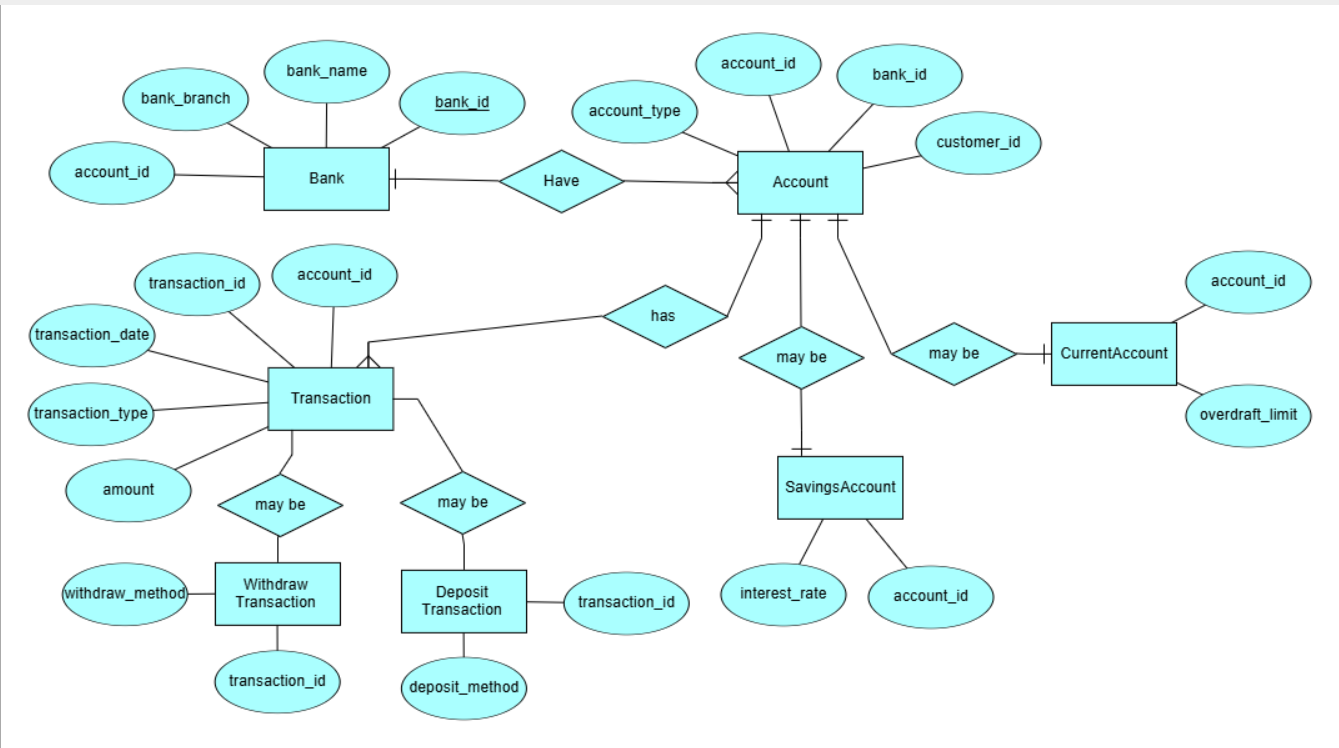 account_id
bank_name
bank_id
bank_branch
bank_id
account_type
customer_id
account_id
Bank
Have
Account
account_id
transaction_id
account_id
has
transaction_date
may be
may be
CurrentAccount
Transaction
transaction_type
overdraft_limit
amount
SavingsAccount
may be
may be
Withdraw
Transaction
Deposit
Transaction
withdraw_method
transaction_id
interest_rate
account_id
transaction_id
deposit_method